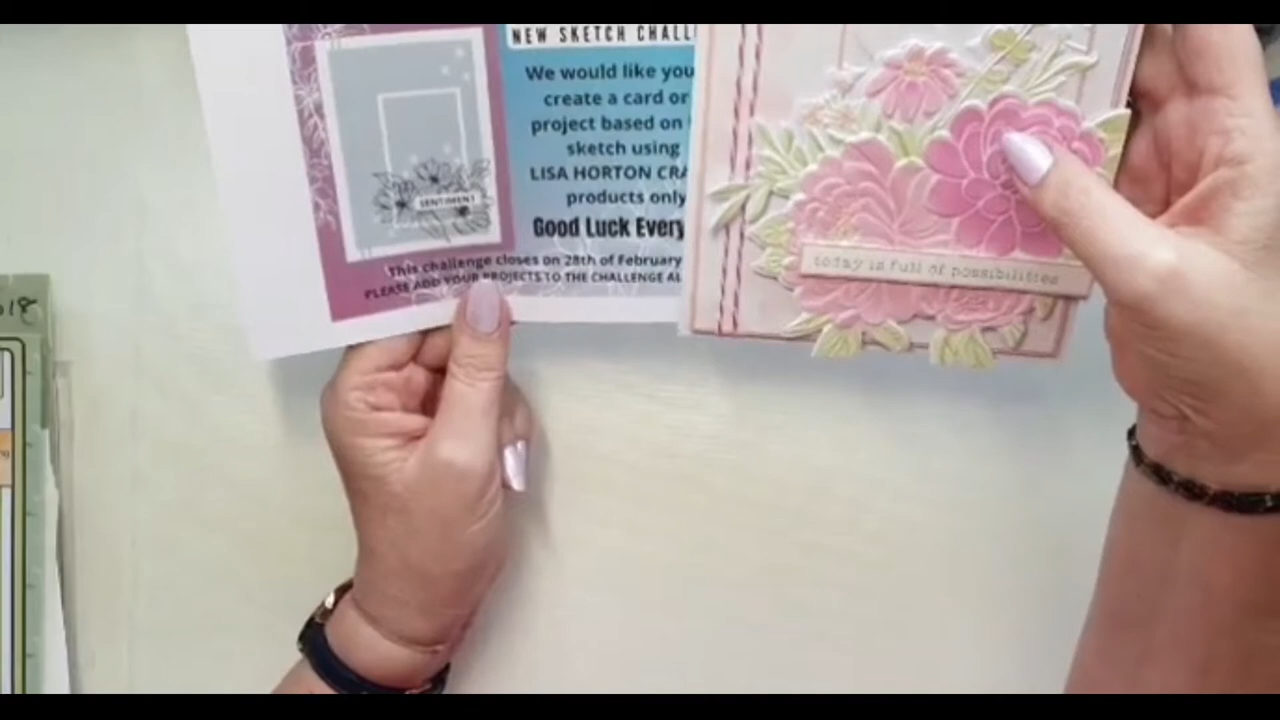 NEW SKETCH CHALL
We would like you
create a card or
project based on
sketch using
LISA HORTON CRA
products only
Good Luck Every
This challenge closes on 28th of February
PLEASE ADD YOUR PROJECTS TO THE CHALLENGE AL
SENTIMENT
today is full of possibilities
018
ng